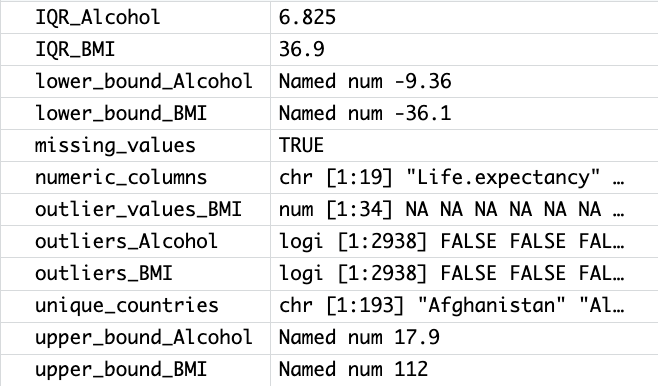 IQR_Alcohol 6.825
IQR_BMI 36.9
lower_bound_Alcohol Named num -9.36
lower_bound_BMI Named num -36.1
missing_values TRUE
numeric_columns chr [1:19] "Life.expectancy" …
outlier_values_BMI num [1:34] NA NA NA NA NA NA …
outliers_Alcohol logi [1:2938] FALSE FALSE FAL…
outliers_BMI logi [1:2938] FALSE FALSE FAL…
unique_countries chr [1:193] "Afghanistan" "Al…
upper_bound_Alcohol Named num 17.9
upper_bound_BMI Named num 112